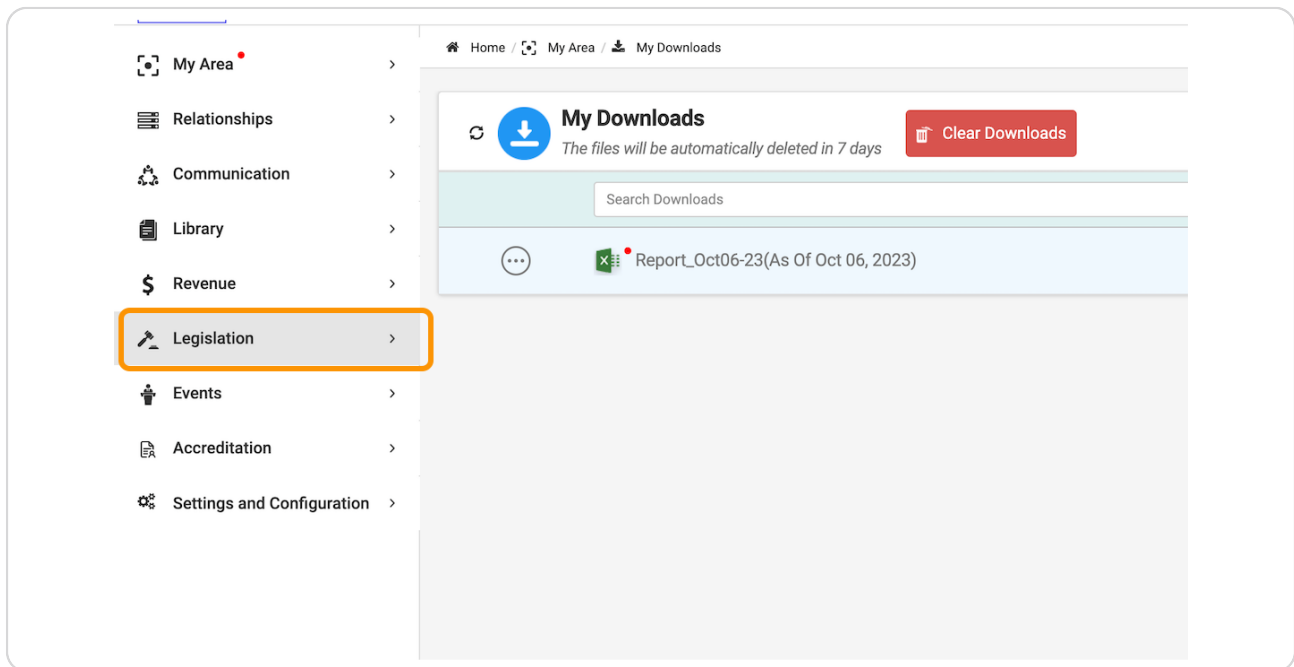 My Area
Relationships
Communication
Library
Revenue
Legislation
Events
Accreditation
Settings and Configuration
Home / My Area / My Downloads
My Downloads
The files will be automatically deleted in 7 days
Clear Downloads
Search Downloads
Report_Oct06-23(As Of Oct 06, 2023)